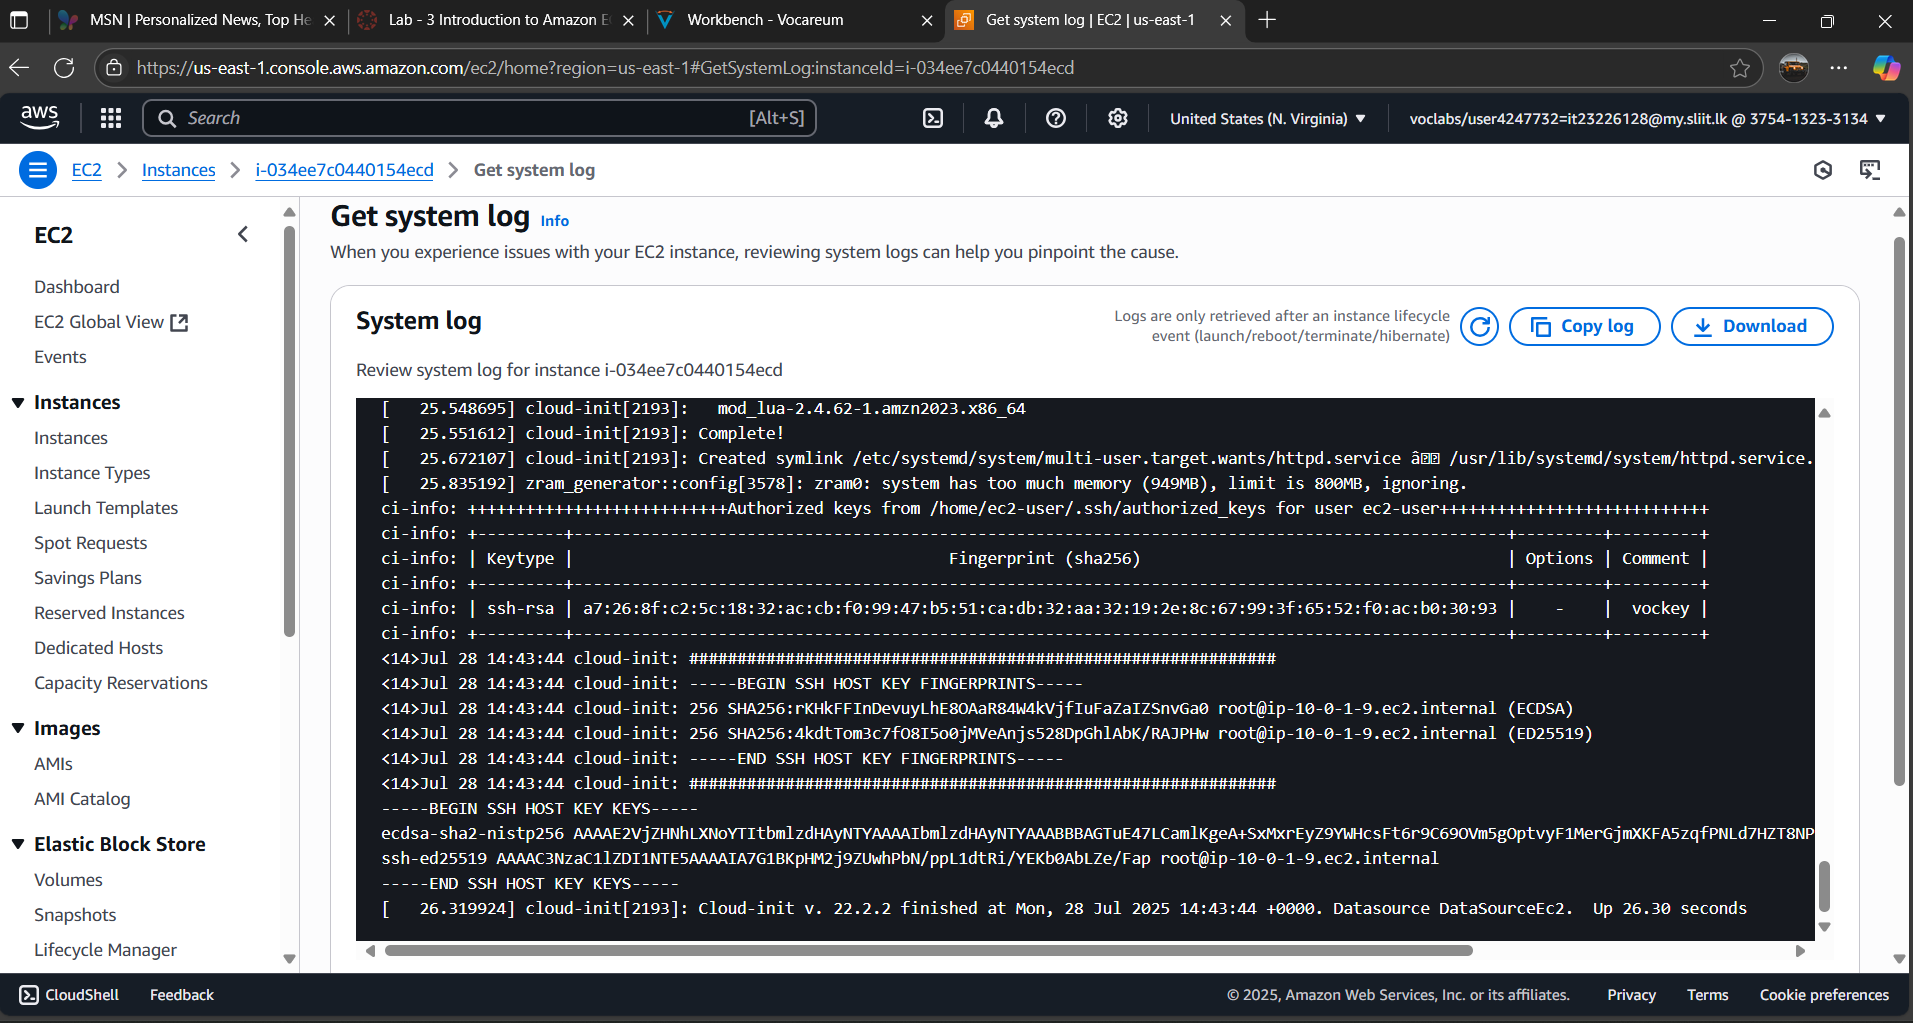 MSN | Personalized News, Top He
Lab - 3 Introduction to Amazon E
Workbench - Vocareum
Get system log | EC2 | us-east-1
https://us-east-1.console.aws.amazon.com/ec2/home?region=us-east-1#GetSystemLog:instanceId=i-034ee7c0440154ecd
aws
Search
[Alt+S]
United States (N. Virginia)
voclabs/user4247732=it23226128@my.sliit.lk @ 3754-1323-3134
EC2
Instances
i-034ee7c0440154ecd
Get system log
EC2
Dashboard
EC2 Global View
Events
Instances
Instances
Instance Types
Launch Templates
Spot Requests
Savings Plans
Reserved Instances
Dedicated Hosts
Capacity Reservations
Images
AMIs
AMI Catalog
Elastic Block Store
Volumes
Snapshots
Lifecycle Manager
Get system log Info
When you experience issues with your EC2 instance, reviewing system logs can help you pinpoint the cause.
System log
Logs are only retrieved after an instance lifecycle
event (launch/reboot/terminate/hibernate)
Copy log
Download
Review system log for instance i-034ee7c0440154ecd
[   25.548695] cloud-init[2193]:   mod_lua-2.4.62-1.amzn2023.x86_64
[   25.551612] cloud-init[2193]: Complete!
[   25.672107] cloud-init[2193]: Created symlink /etc/systemd/system/multi-user.target.wants/httpd.service â /usr/lib/systemd/system/httpd.service.
[   25.835192] zram_generator::config[3578]: zram0: system has too much memory (949MB), limit is 800MB, ignoring.
ci-info: +++++++++++++++++++++++++++Authorized keys from /home/ec2-user/.ssh/authorized_keys for user ec2-user++++++++++++++++++++++++++++
ci-info: +---------+-------------------------------------------------------------------------------------------------+---------+---------+
ci-info: | Keytype |                                       Fingerprint (sha256)                                      | Options | Comment |
ci-info: +---------+-------------------------------------------------------------------------------------------------+---------+---------+
ci-info: | ssh-rsa | a7:26:8f:c2:5c:18:32:ac:cb:f0:99:47:b5:51:ca:db:32:aa:32:19:2e:8c:67:99:3f:65:52:f0:ac:b0:30:93 |    -    |  vockey |
ci-info: +---------+-------------------------------------------------------------------------------------------------+---------+---------+
<14>Jul 28 14:43:44 cloud-init: #############################################################
<14>Jul 28 14:43:44 cloud-init: -----BEGIN SSH HOST KEY FINGERPRINTS-----
<14>Jul 28 14:43:44 cloud-init: 256 SHA256:rKHkFFInDevuyLhE8OAaR84W4kVjfIuFaZaIZSnvGa0 root@ip-10-0-1-9.ec2.internal (ECDSA)
<14>Jul 28 14:43:44 cloud-init: 256 SHA256:4kdtTom3c7fO8I5o0jMVeAnjs528DpGhlAbK/RAJPHw root@ip-10-0-1-9.ec2.internal (ED25519)
<14>Jul 28 14:43:44 cloud-init: -----END SSH HOST KEY FINGERPRINTS-----
<14>Jul 28 14:43:44 cloud-init: #############################################################
-----BEGIN SSH HOST KEY KEYS-----
ecdsa-sha2-nistp256 AAAAE2VjZHNhLXNoYTItbmlzdHAyNTYAAAAIbmlzdHAyNTYAAABBBAGTuE47LCamlKgeA+SxMxrEyZ9YWHcsFt6r9C69OVm5gOptvyF1MerGjmXKFA5zqfPNLd7HZT8NP
ssh-ed25519 AAAAC3NzaC1lZDI1NTE5AAAAIA7G1BKpHM2j9ZUwhPbN/ppL1dtRi/YEKb0AbLZe/Fap root@ip-10-0-1-9.ec2.internal
-----END SSH HOST KEY KEYS-----
[   26.319924] cloud-init[2193]: Cloud-init v. 22.2.2 finished at Mon, 28 Jul 2025 14:43:44 +0000. Datasource DataSourceEc2.  Up 26.30 seconds
CloudShell
Feedback
© 2025, Amazon Web Services, Inc. or its affiliates.
Privacy
Terms
Cookie preferences